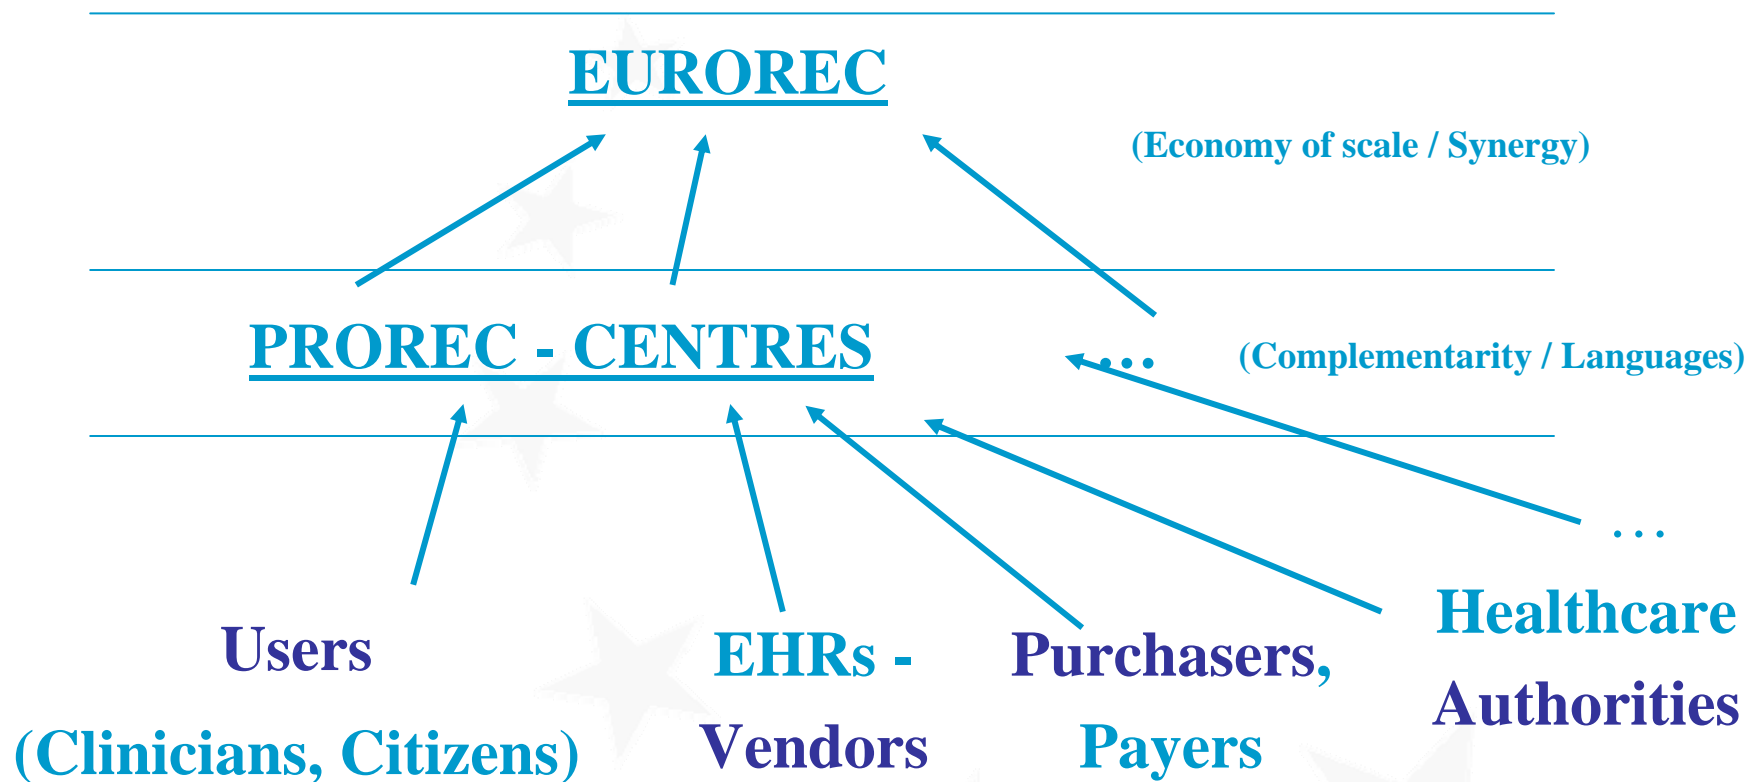 EUROREC
(Economy of scale / Synergy)
PROREC - CENTRES ... (Complementarity / Languages)
...
Users
(Clinicians, Citizens)
EHRs -
Vendors
Purchasers,
Payers
Healthcare
Authorities